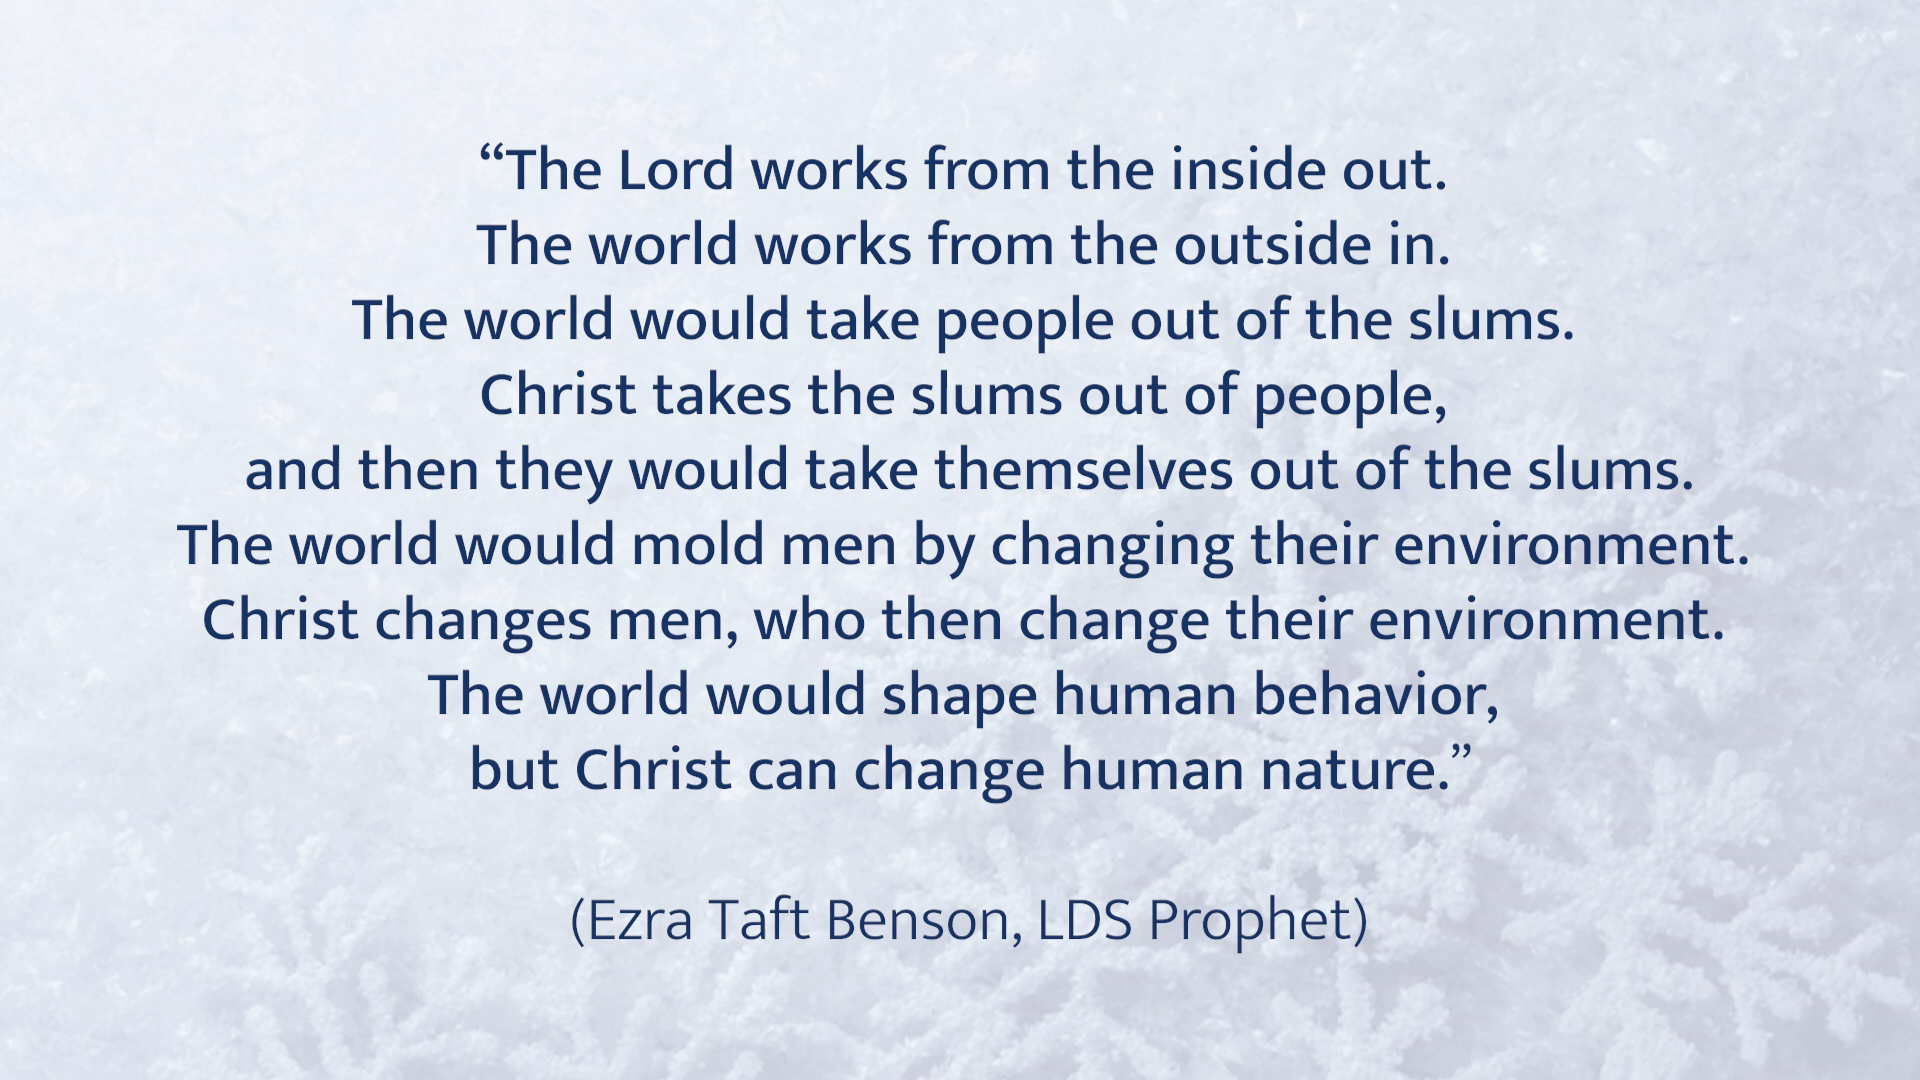 “The Lord works from the inside out.
The world works from the outside in.
The world would take people out of the slums.
Christ takes the slums out of people,
and then they would take themselves out of the slums.
The world would mold men by changing their environment.
Christ changes men, who then change their environment.
The world would shape human behavior,
but Christ can change human nature.”
(Ezra Taft Benson, LDS Prophet)